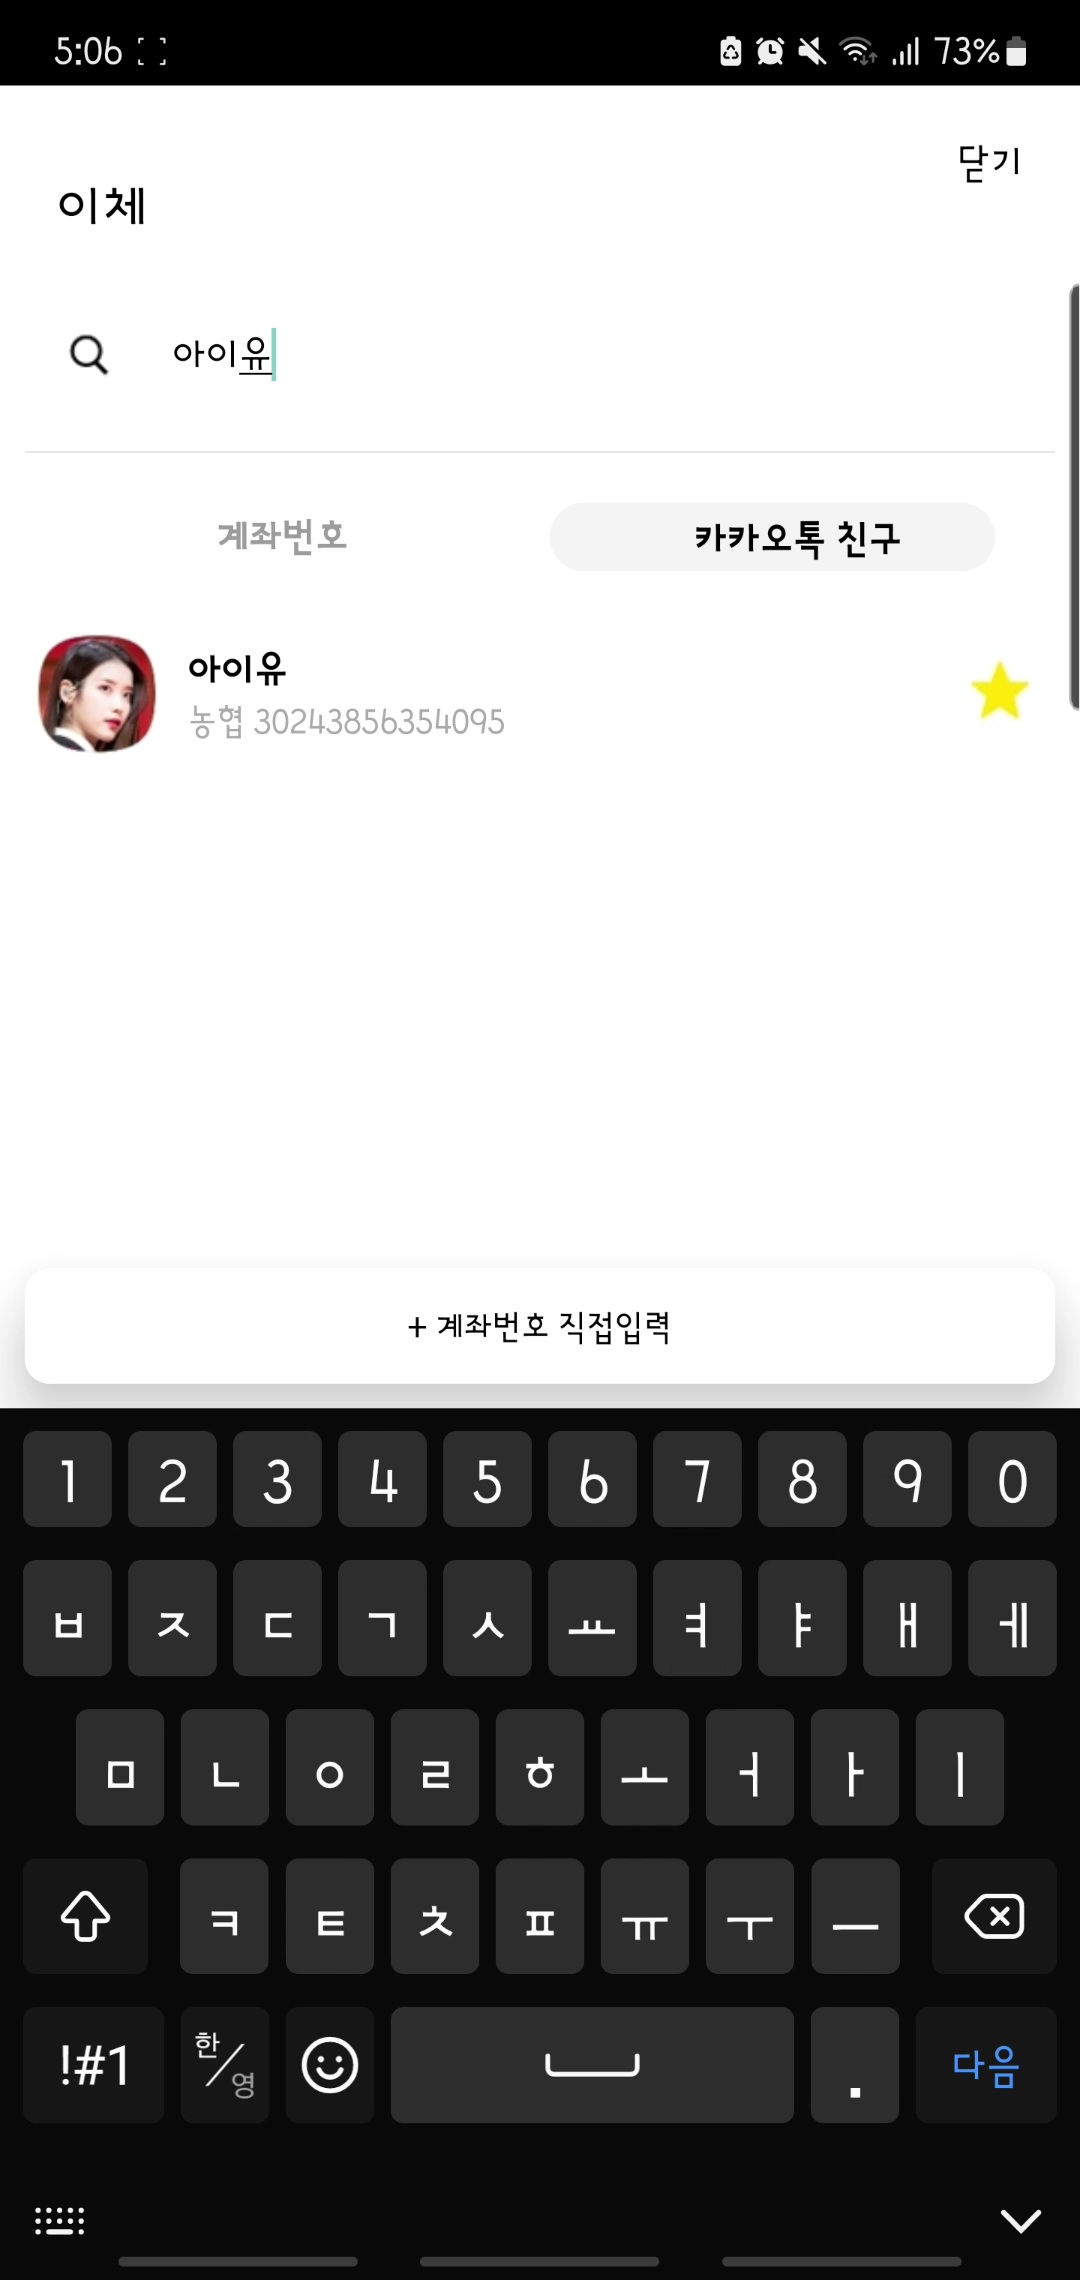 5:06 73%
닫기
이체
아이유
계좌번호 카카오톡 친구
아이유
농협 30243856354095
+ 계좌번호 직접입력
1 2 3 4 5 6 7 8 9 0
ㅂ ㅈ ㄷ ㄱ ㅅ ㅛ ㅕ ㅑ ㅐ ㅔ
ㅁ ㄴ ㅇ ㄹ ㅎ ㅗ ㅓ ㅏ ㅣ
ㅋ ㅌ ㅊ ㅍ ㅠ ㅜ ㅡ
!#1 한/영 . 다음